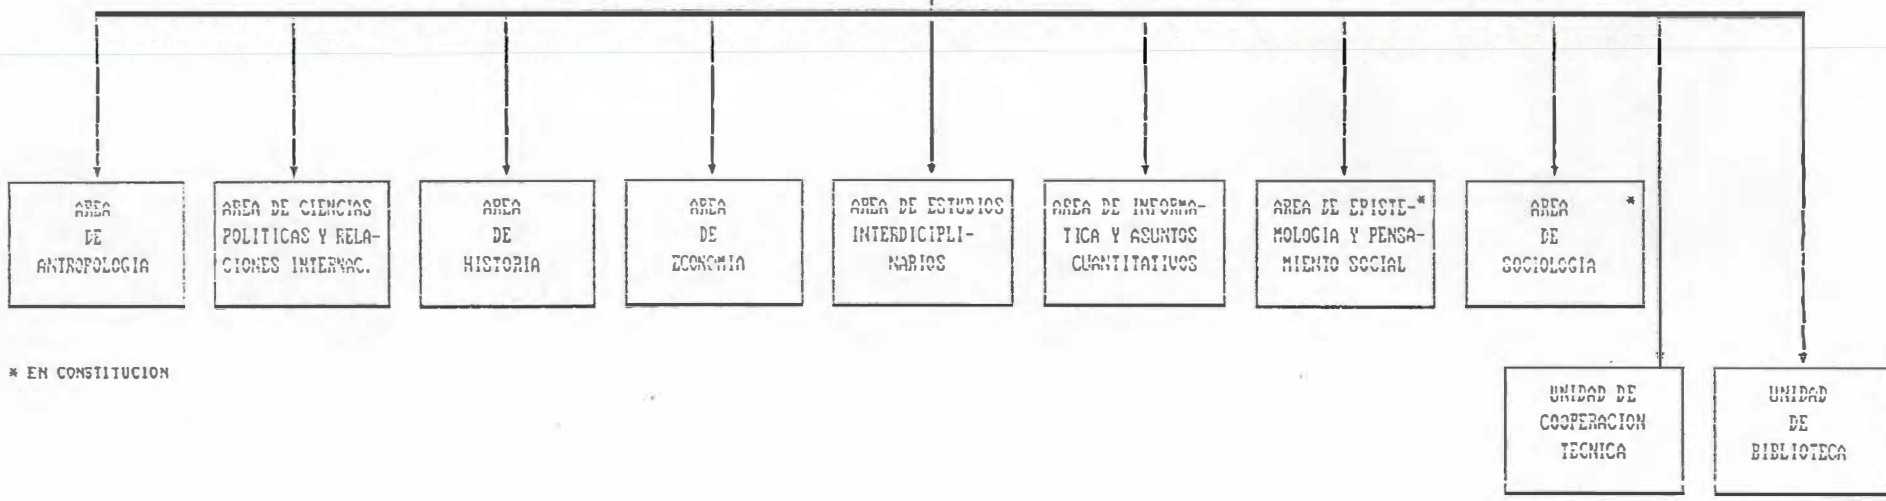 AREA
DE
ANTROPOLOGIA
AREA DE CIENCIAS
POLITICAS Y RELA-
CIONES INTERNAC.
AREA
DE
HISTORIA
AREA
DE
ECONOMIA
AREA DE ESTUDIOS
INTERDICIPLI-
NARIOS
AREA DE INFORMA-
TICA Y ASUNTOS
CUANTITATIVOS
AREA DE EPISTE-*
MOLOGIA Y PENSA-
MIENTO SOCIAL
AREA *
DE
SOCIOLOGIA
* EN CONSTITUCION
UNIDAD DE
COOPERACION
TECNICA
UNIDAD
DE
BIBLIOTECA